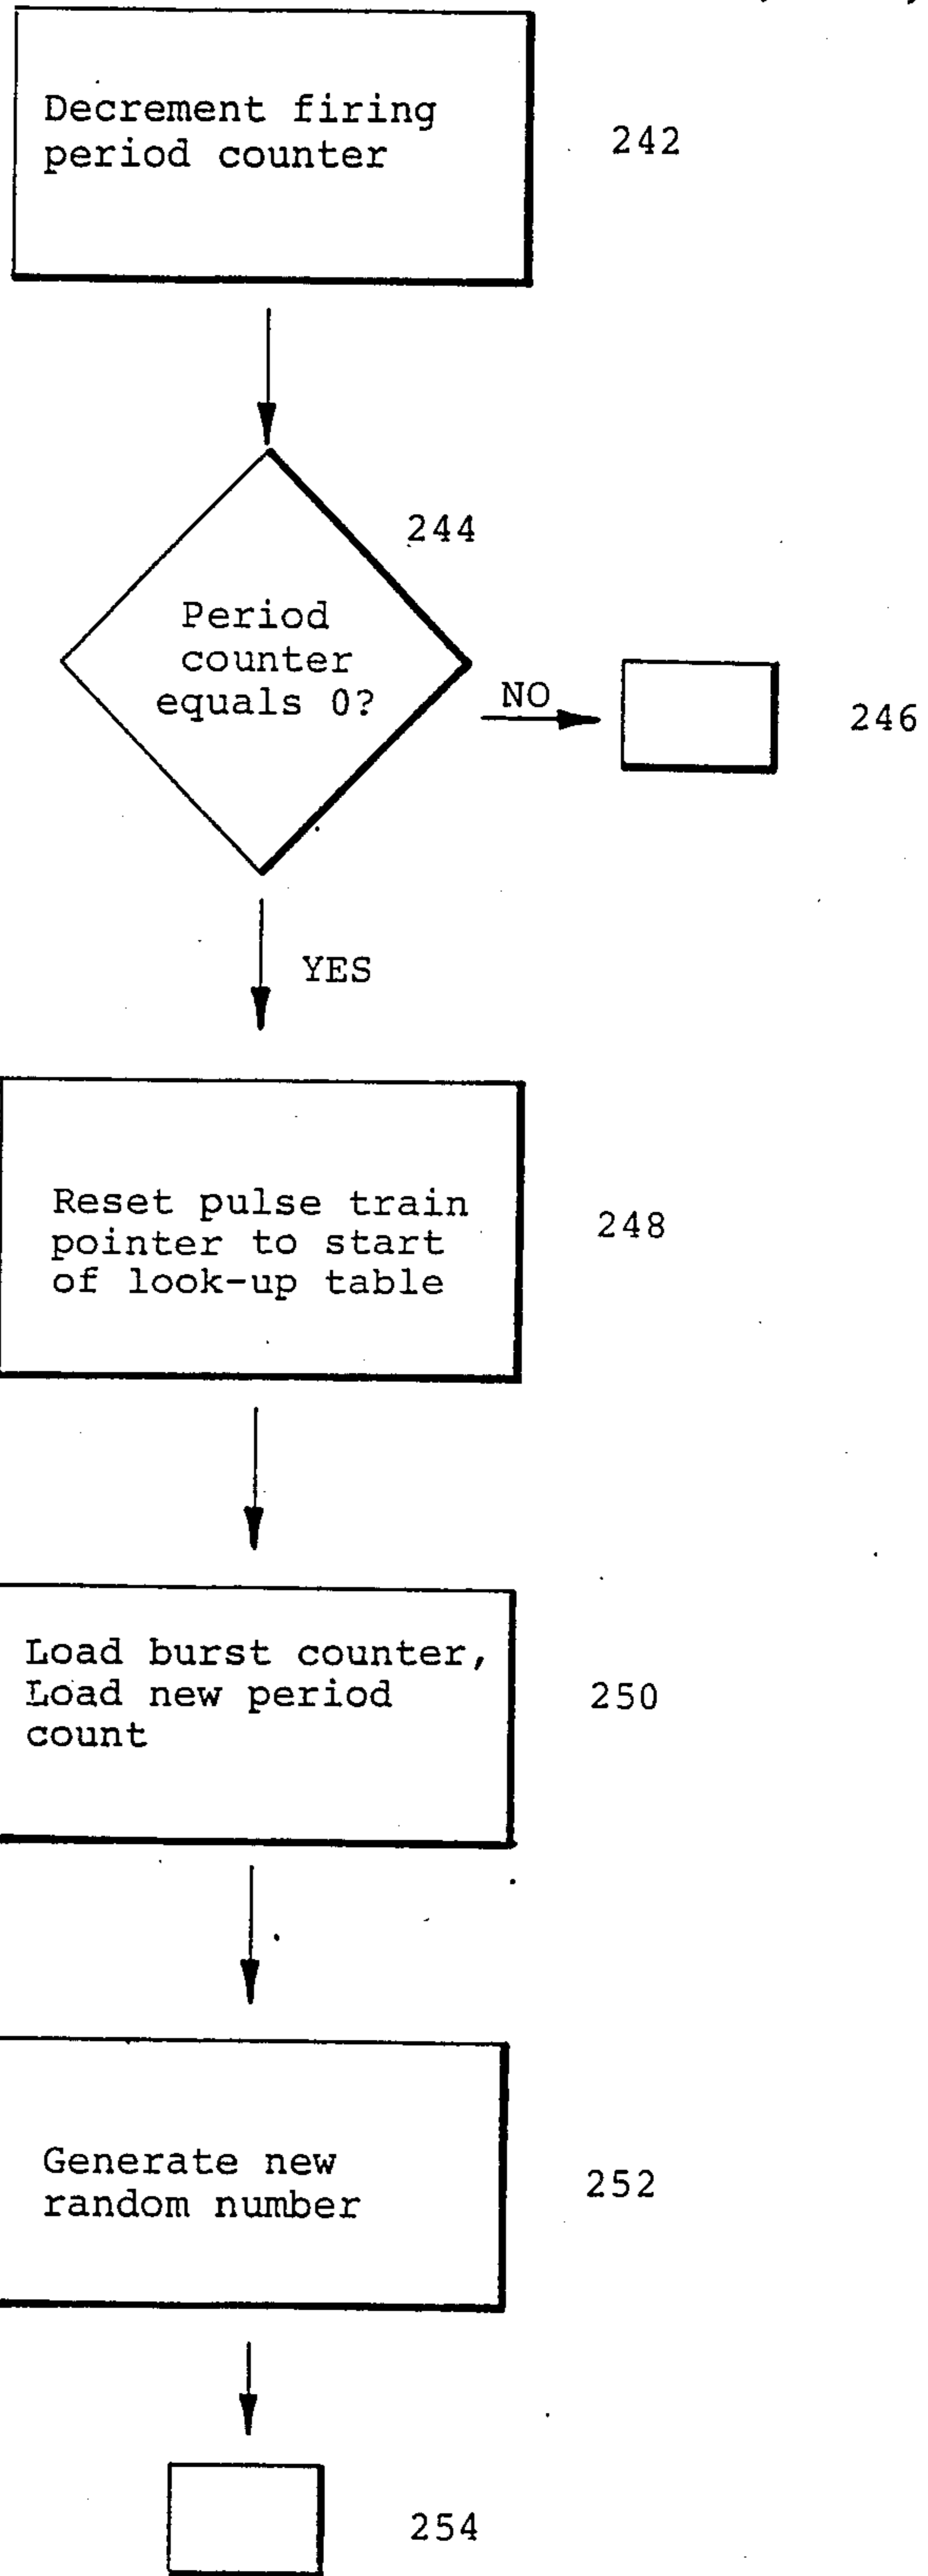 Decrement firing
period counter
242
244
Period
counter
equals 0?
NO
246
YES
Reset pulse train
pointer to start
of look-up table
248
Load burst counter,
Load new period
count
250
Generate new
random number
252
254